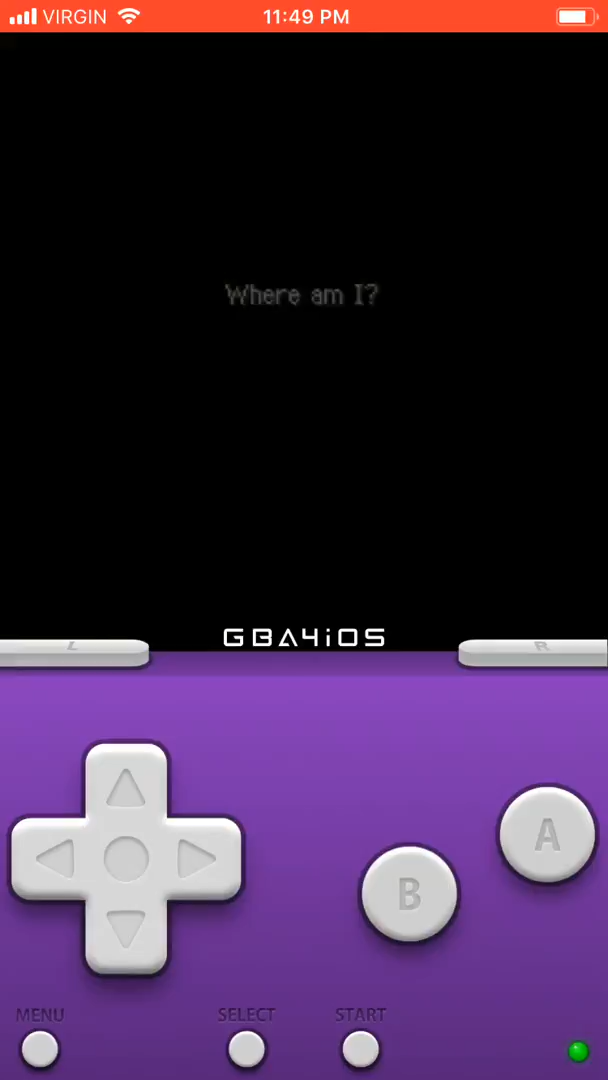 VIRGIN 11:49 PM
Where am I?
GBA4iOS
L R
A
B
MENU SELECT START